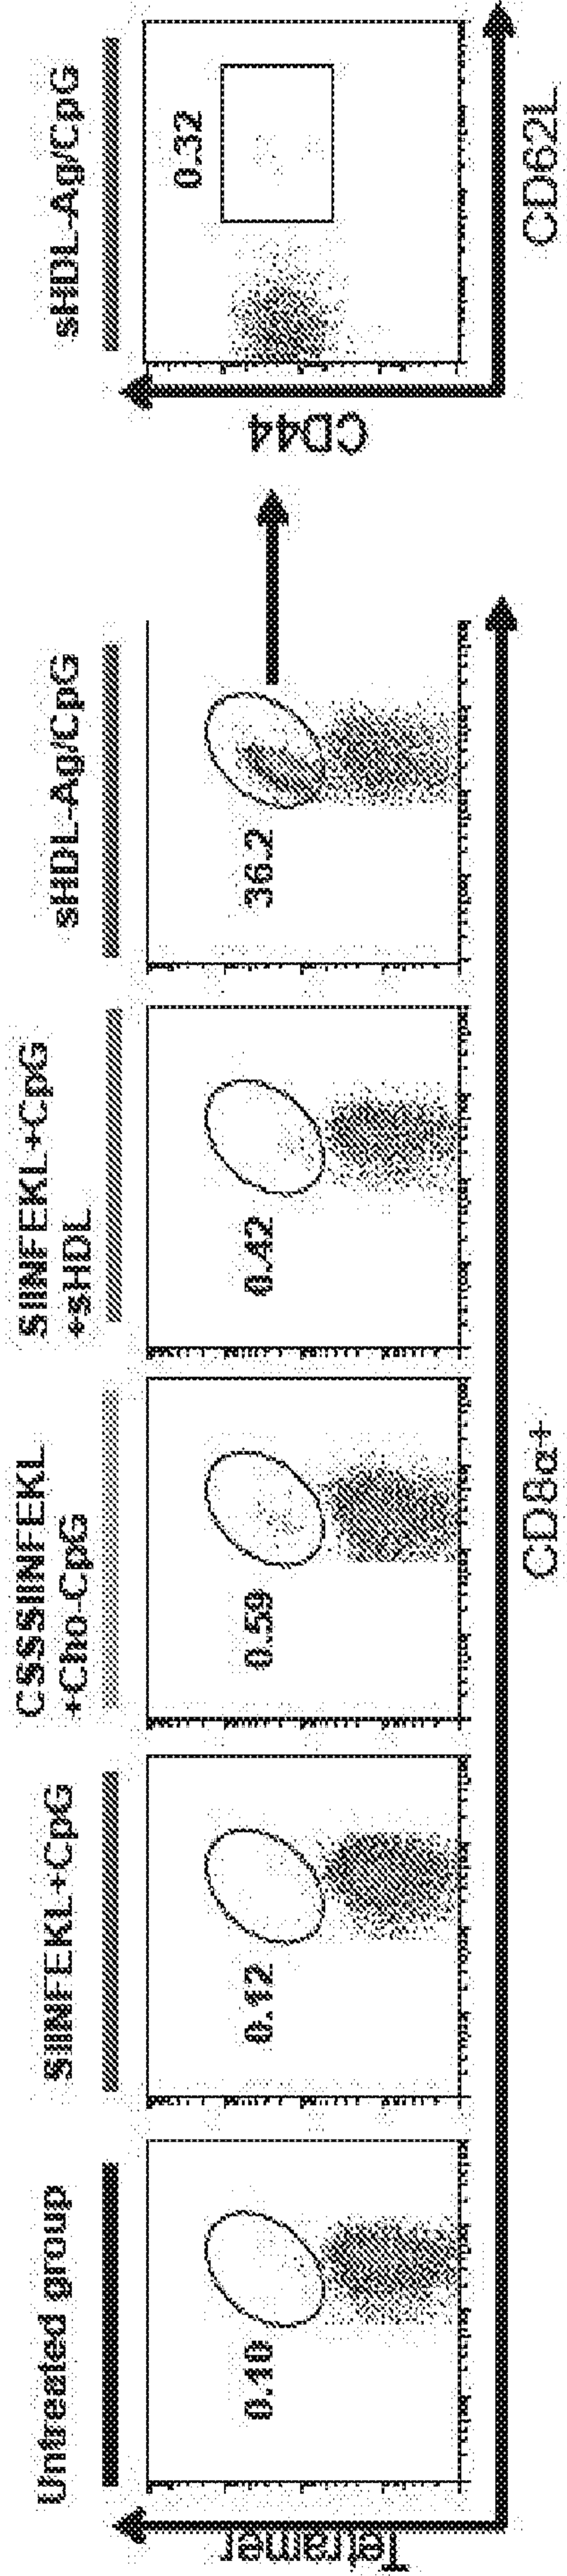 Untreated group
SIINFEKL+CpG
CSSSIINFEKL
+Cho-CpG
SIINFEKL+CpG
+sHDL
sHDL-Ag/CpG
sHDL-Ag/CpG
0.10
0.12
0.59
0.42
36.2
0.32
Tetramer
CD8α+
CD44
CD62L